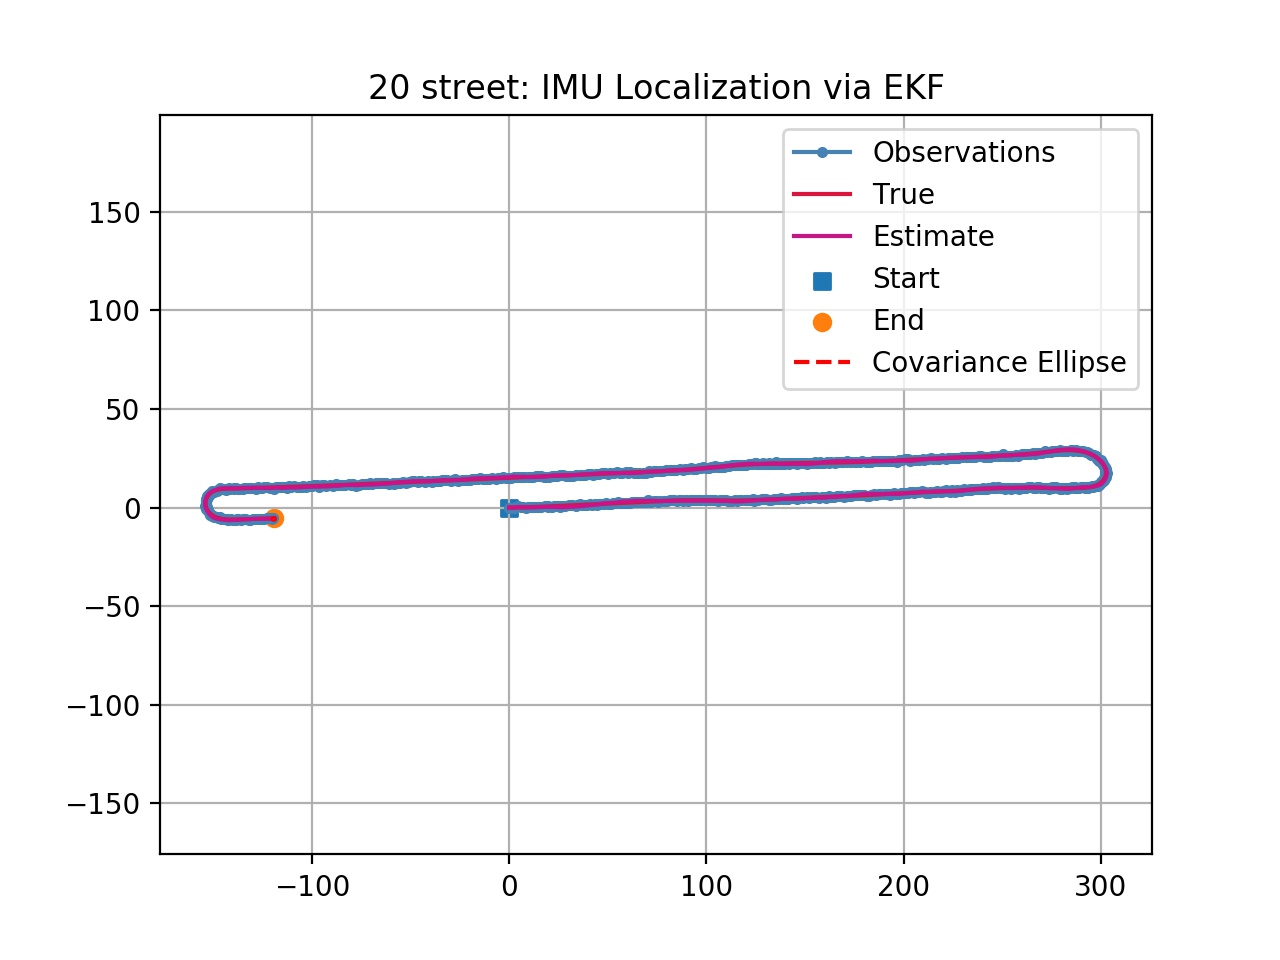 20 street: IMU Localization via EKF
Observations
True
Estimate
Start
End
Covariance Ellipse
150
100
50
0
−50
−100
−150
−100 0 100 200 300